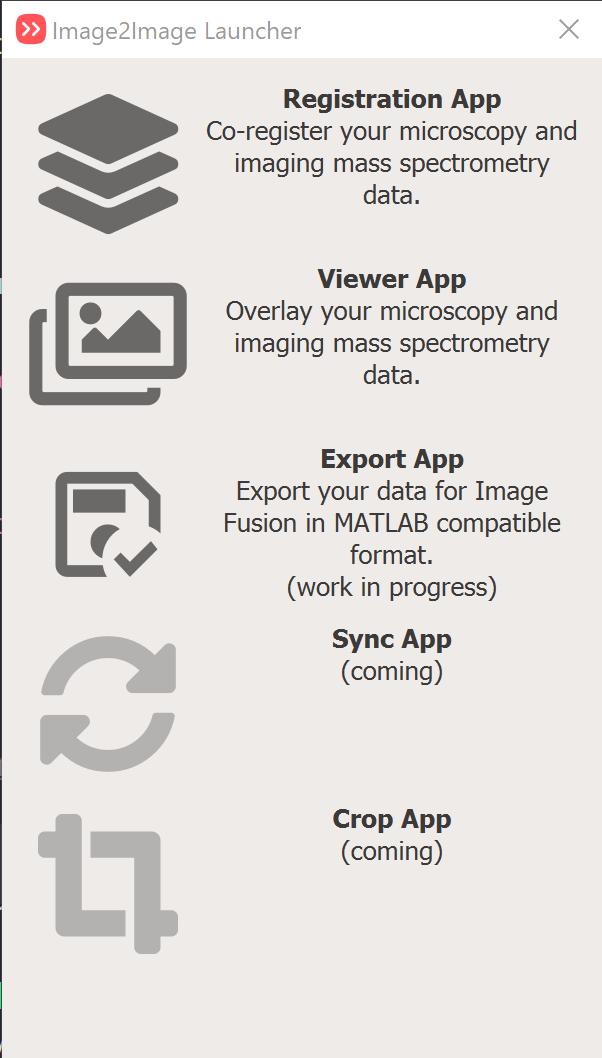 Image2Image Launcher
Registration App
Co-register your microscopy and
imaging mass spectrometry
data.
Viewer App
Overlay your microscopy and
imaging mass spectrometry
data.
Export App
Export your data for Image
Fusion in MATLAB compatible
format.
(work in progress)
Sync App
(coming)
Crop App
(coming)